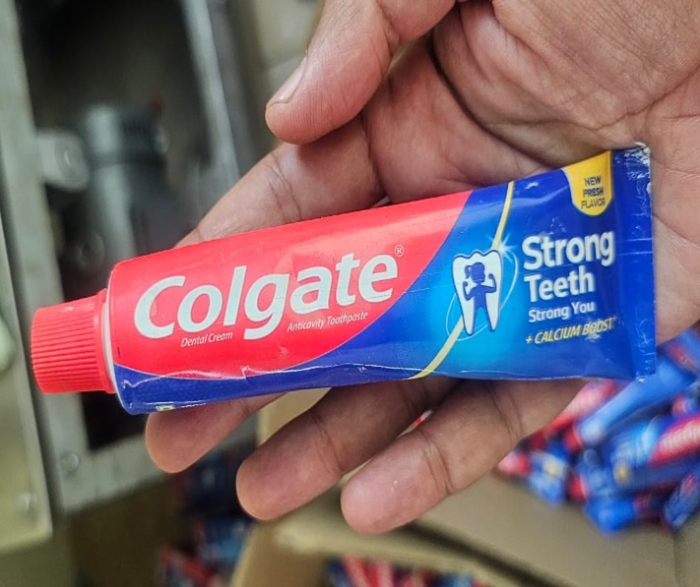 Colgate®
Dental Cream
Anticavity Toothpaste
NEW
FRESH
FLAVOR
Strong
Teeth
Strong You
+ CALCIUM BOOST